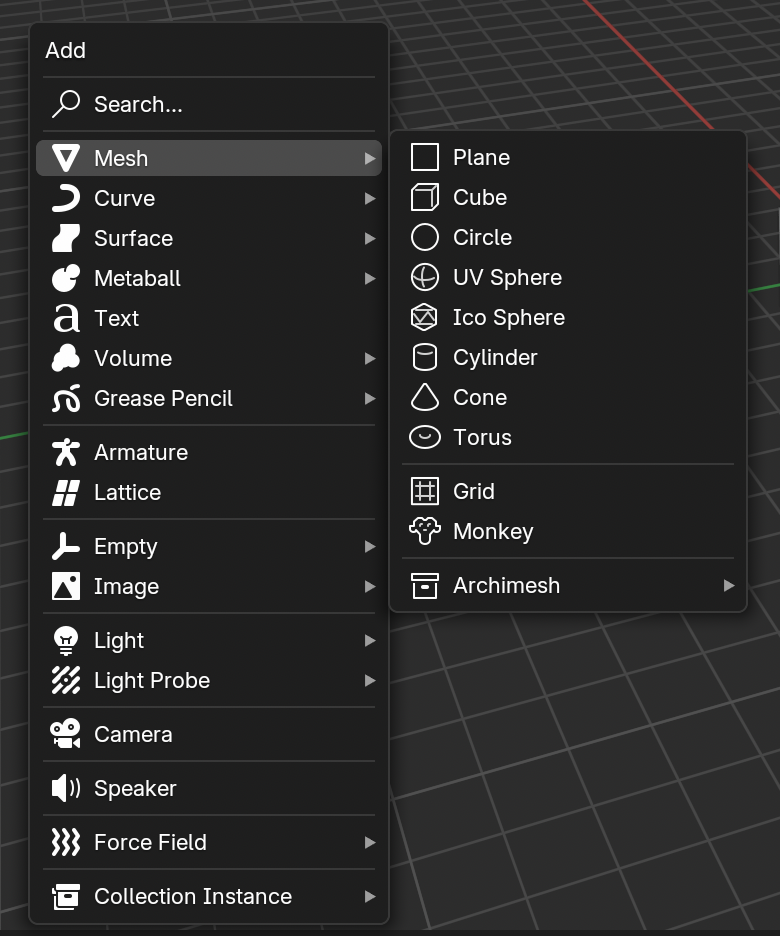 Add
Search...
Mesh
Curve
Surface
Metaball
Text
Volume
Grease Pencil
Armature
Lattice
Empty
Image
Light
Light Probe
Camera
Speaker
Force Field
Collection Instance
Plane
Cube
Circle
UV Sphere
Ico Sphere
Cylinder
Cone
Torus
Grid
Monkey
Archimesh